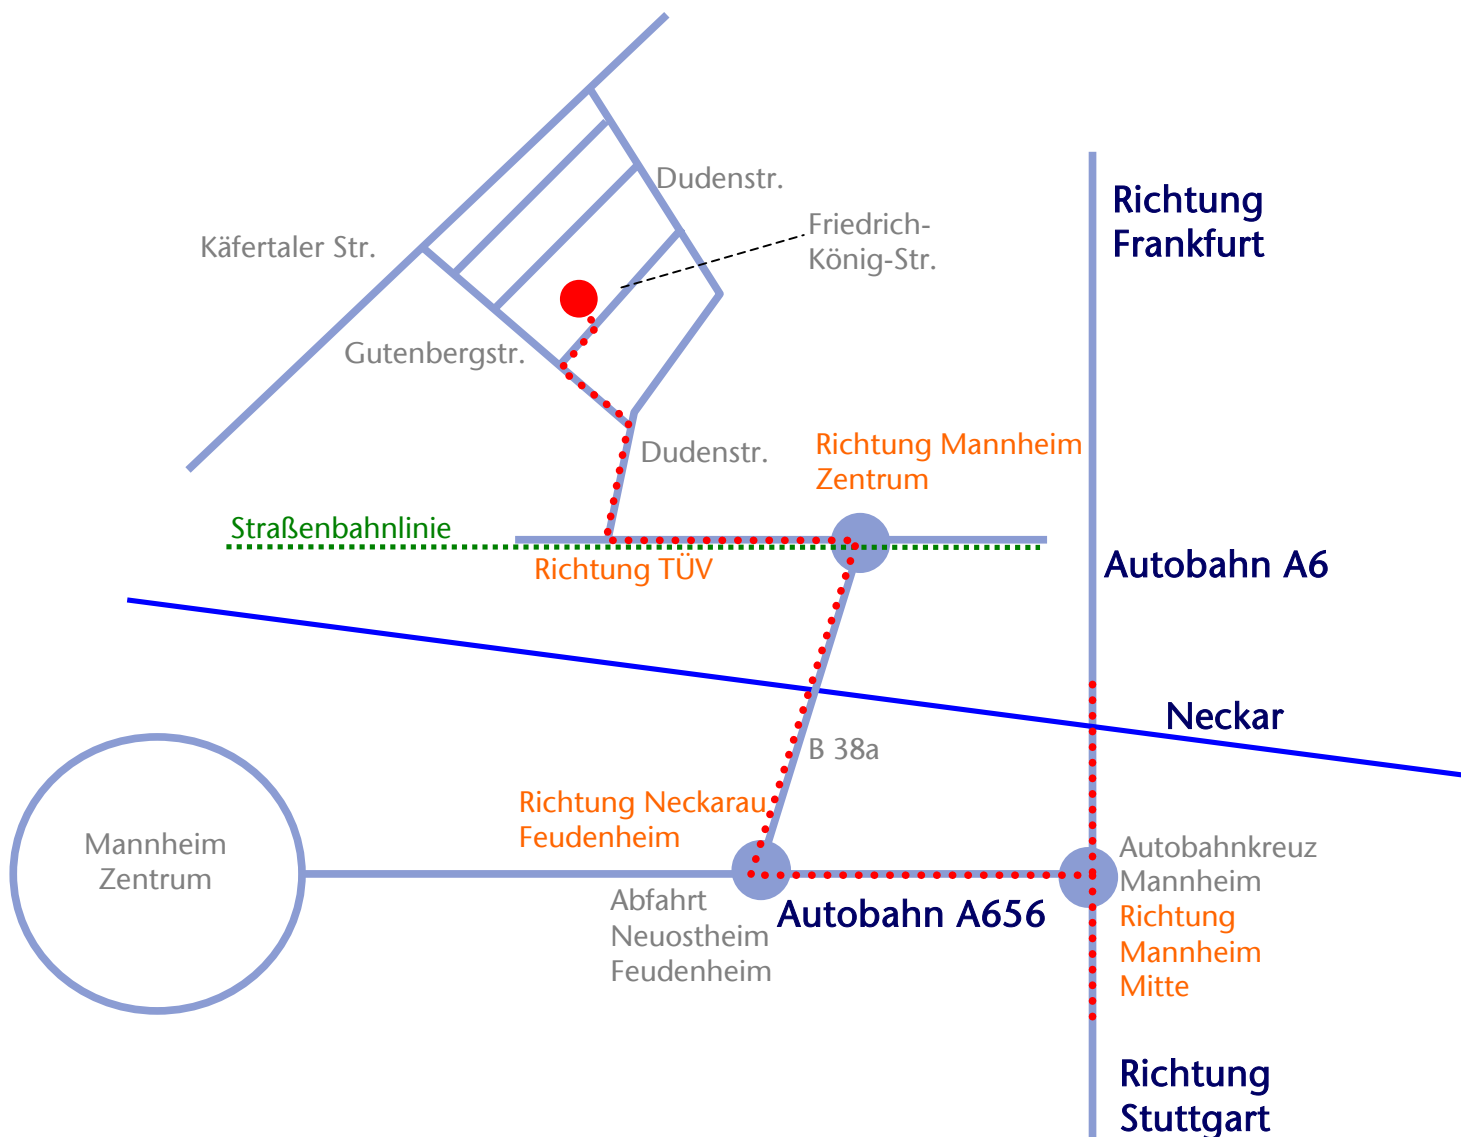 Dudenstr.
Richtung
Frankfurt
Friedrich-
König-Str.
Käfertaler Str.
Gutenbergstr.
Dudenstr.
Richtung Mannheim
Zentrum
Straßenbahnlinie
Richtung TÜV
Autobahn A6
Neckar
B 38a
Richtung Neckarau
Feudenheim
Mannheim
Zentrum
Abfahrt
Neuostheim
Feudenheim
Autobahn A656
Autobahnkreuz
Mannheim
Richtung
Mannheim
Mitte
Richtung
Stuttgart